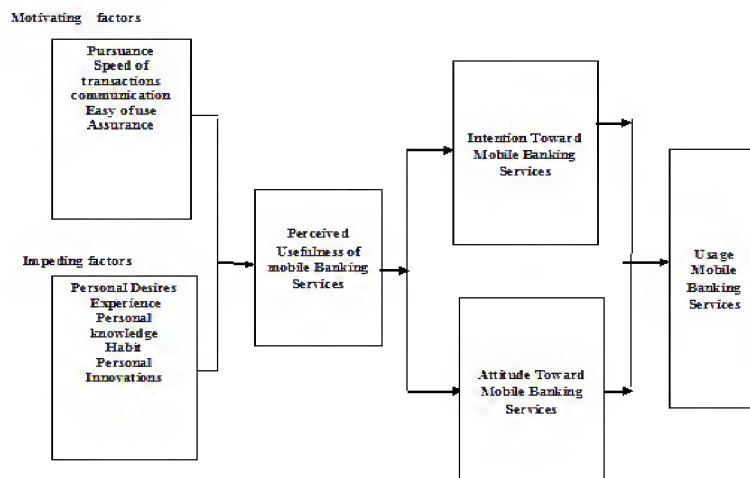 Motivating factors
Pursuance
Speed of
transactions
communication
Easy of use
Assurance
Impeding factors
Personal Desires
Experience
Personal
knowledge
Habit
Personal
Innovations
Perceived
Usefulness of
mobile Banking
Services
Intention Toward
Mobile Banking
Services
Attitude Toward
Mobile Banking
Services
Usage
Mobile
Banking
Services